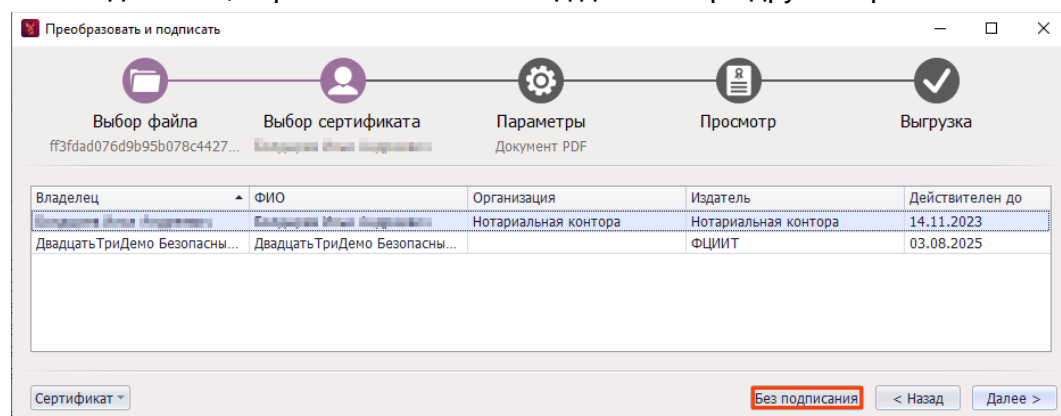 Преобразовать и подписать
Выбор файла Выбор сертификата Параметры Просмотр Выгрузка
ff3fdad076d9b95b078c4427... Документ PDF
Владелец ФИО Организация Издатель Действителен до
Нотариальная контора Нотариальная контора 14.11.2023
ДвадцатьТриДемо Безопасны... ДвадцатьТриДемо Безопасны... ФЦИИТ 03.08.2025
Сертификат Без подписания < Назад Далее >